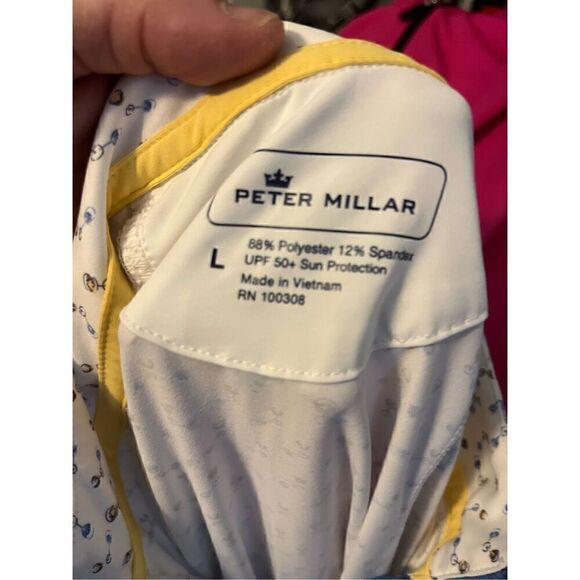 PETER MILLAR
L
88% Polyester 12% Spandex
UPF 50+ Sun Protection
Made in Vietnam
RN 100308